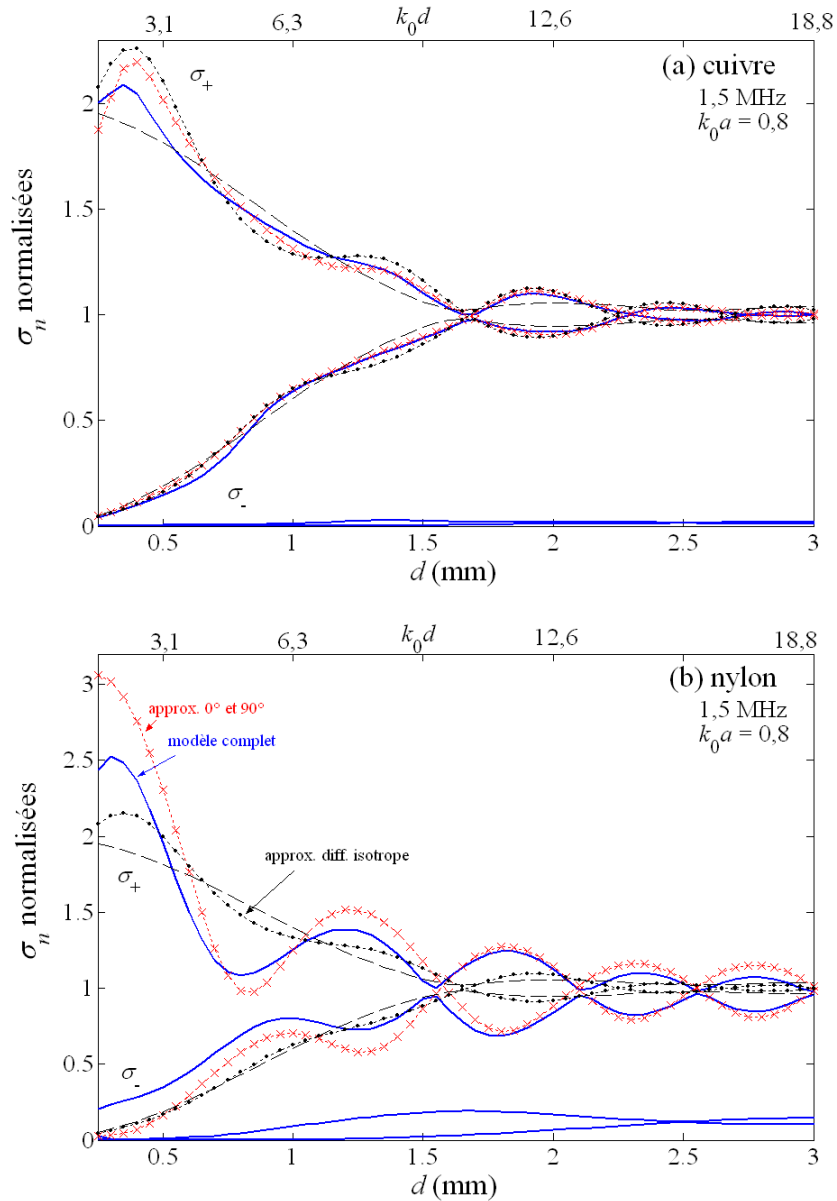 3,1 6,3 k₀d 12,6 18,8
(a) cuivre
1,5 MHz
k₀a = 0,8
σ₊
2
1.5
1
0.5
0
σₙ normalisées
σ₋
0.5 1 1.5 2 2.5 3
d (mm)
3,1 6,3 k₀d 12,6 18,8
(b) nylon
1,5 MHz
k₀a = 0,8
approx. 0° et 90°
modèle complet
approx. diff. isotrope
σ₊
3
2.5
2
1.5
1
0.5
0
σₙ normalisées
σ₋
0.5 1 1.5 2 2.5 3
d (mm)